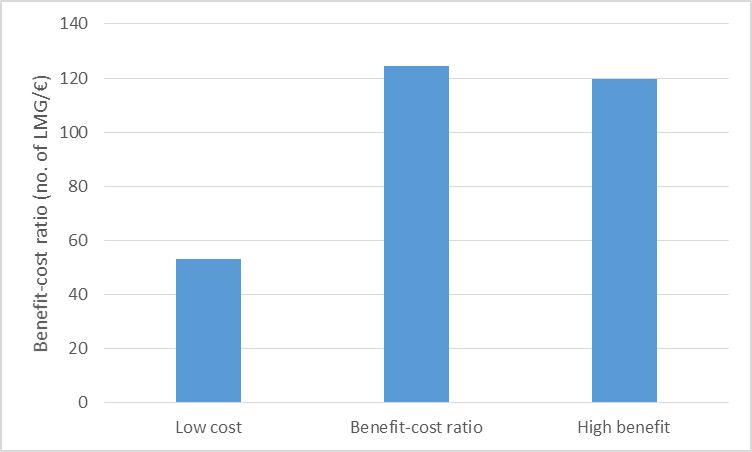 Benefit-cost ratio (no. of LMG/€)
140
120
100
80
60
40
20
0
Low cost
Benefit-cost ratio
High benefit